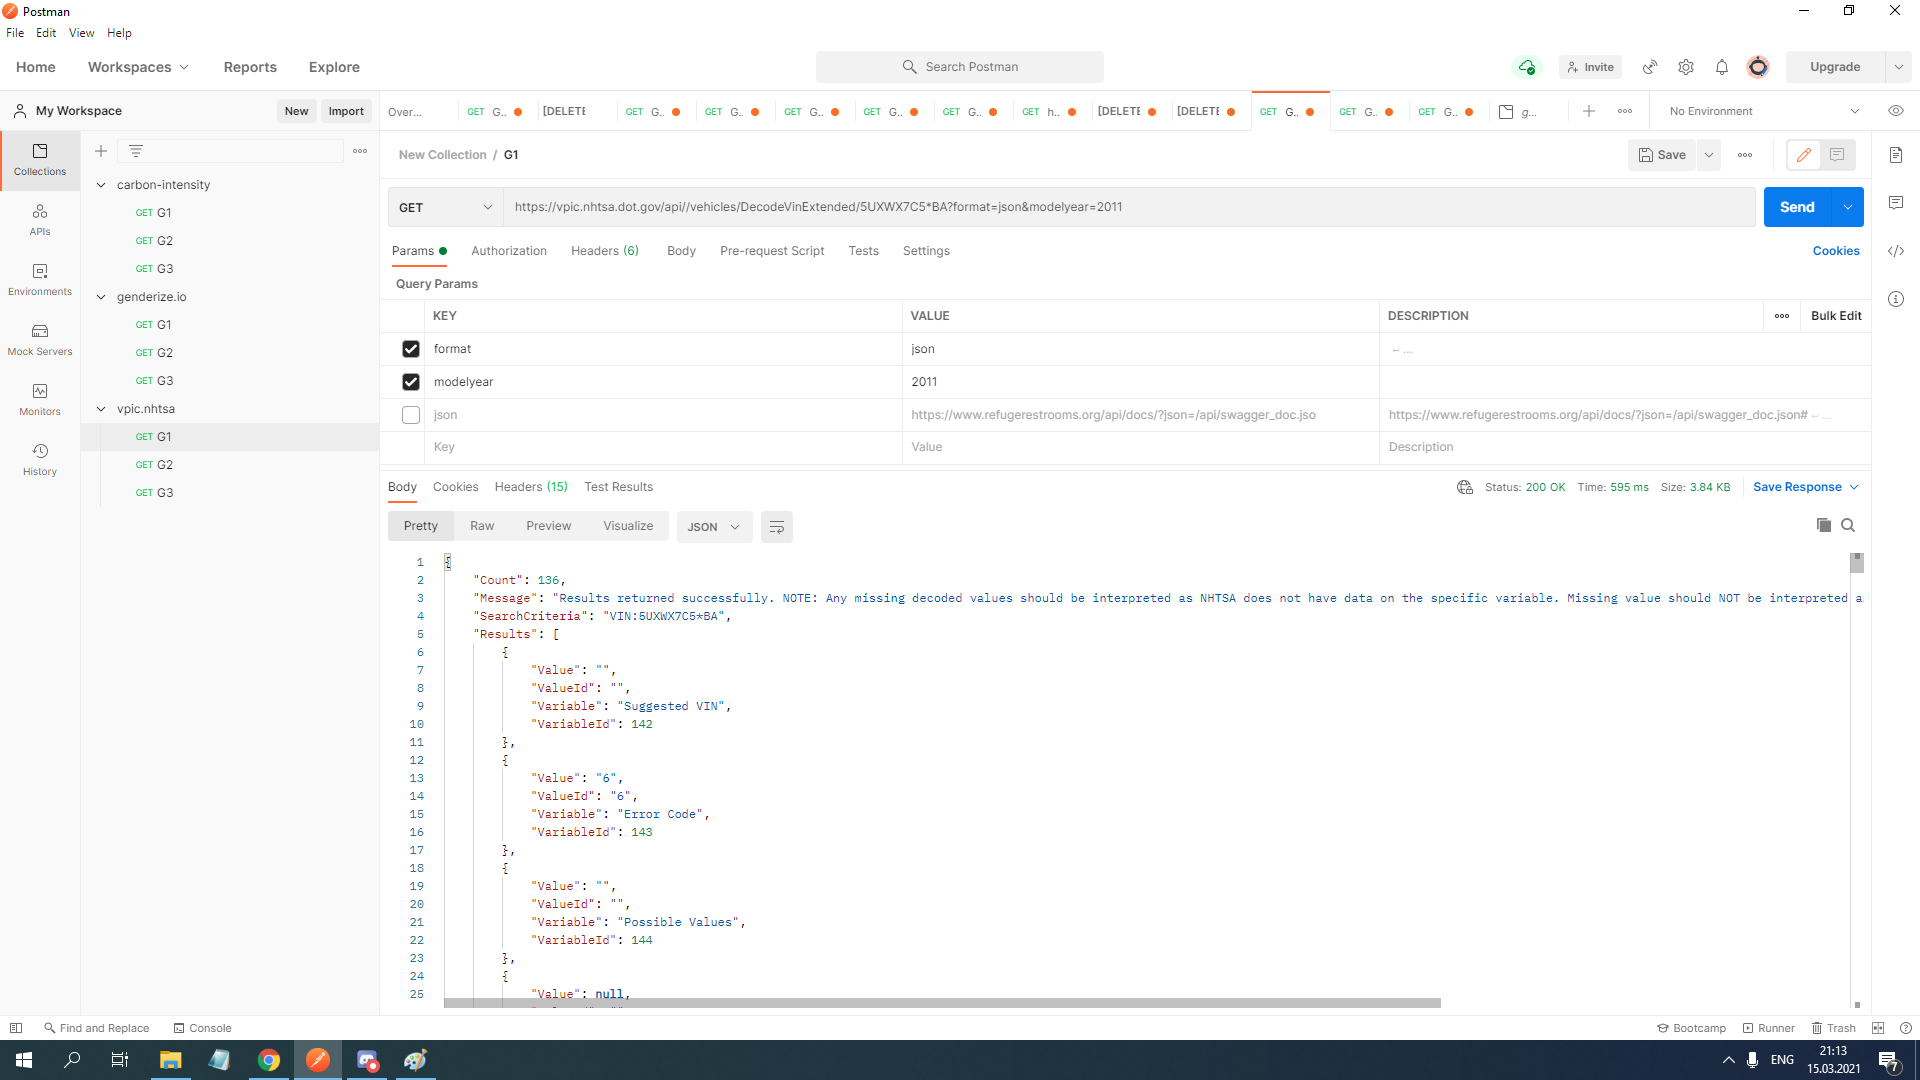 Postman
File Edit View Help
Home Workspaces Reports Explore
Search Postman
Invite
Upgrade
My Workspace
New Import
Over...
GET G..
[DELETE
GET G..
GET G..
GET G..
GET G..
GET G..
GET h..
[DELETE
[DELETE
GET G..
GET G..
GET G..
g...
No Environment
Collections
APIs
Environments
Mock Servers
Monitors
History
carbon-intensity
GET G1
GET G2
GET G3
genderize.io
GET G1
GET G2
GET G3
vpic.nhtsa
GET G1
GET G2
GET G3
New Collection / G1
Save
GET
https://vpic.nhtsa.dot.gov/api//vehicles/DecodeVinExtended/5UXWX7C5*BA?format=json&modelyear=2011
Send
Params Authorization Headers (6) Body Pre-request Script Tests Settings
Cookies
Query Params
KEY VALUE DESCRIPTION
Bulk Edit
format json ↵ ...
modelyear 2011
json https://www.refugerestrooms.org/api/docs/?json=/api/swagger_doc.jso https://www.refugerestrooms.org/api/docs/?json=/api/swagger_doc.json# ↵ ...
Key Value Description
Body Cookies Headers (15) Test Results
Status: 200 OK Time: 595 ms Size: 3.84 KB
Save Response
Pretty Raw Preview Visualize JSON
1 {
2 "Count": 136,
3 "Message": "Results returned successfully. NOTE: Any missing decoded values should be interpreted as NHTSA does not have data on the specific variable. Missing value should NOT be interpreted a
4 "SearchCriteria": "VIN:5UXWX7C5*BA",
5 "Results": [
6 {
7 "Value": "",
8 "ValueId": "",
9 "Variable": "Suggested VIN",
10 "VariableId": 142
11 },
12 {
13 "Value": "6",
14 "ValueId": "6",
15 "Variable": "Error Code",
16 "VariableId": 143
17 },
18 {
19 "Value": "",
20 "ValueId": "",
21 "Variable": "Possible Values",
22 "VariableId": 144
23 },
24 {
25 "Value": null,
Find and Replace Console
Bootcamp Runner Trash
ENG
21:13
15.03.2021
7